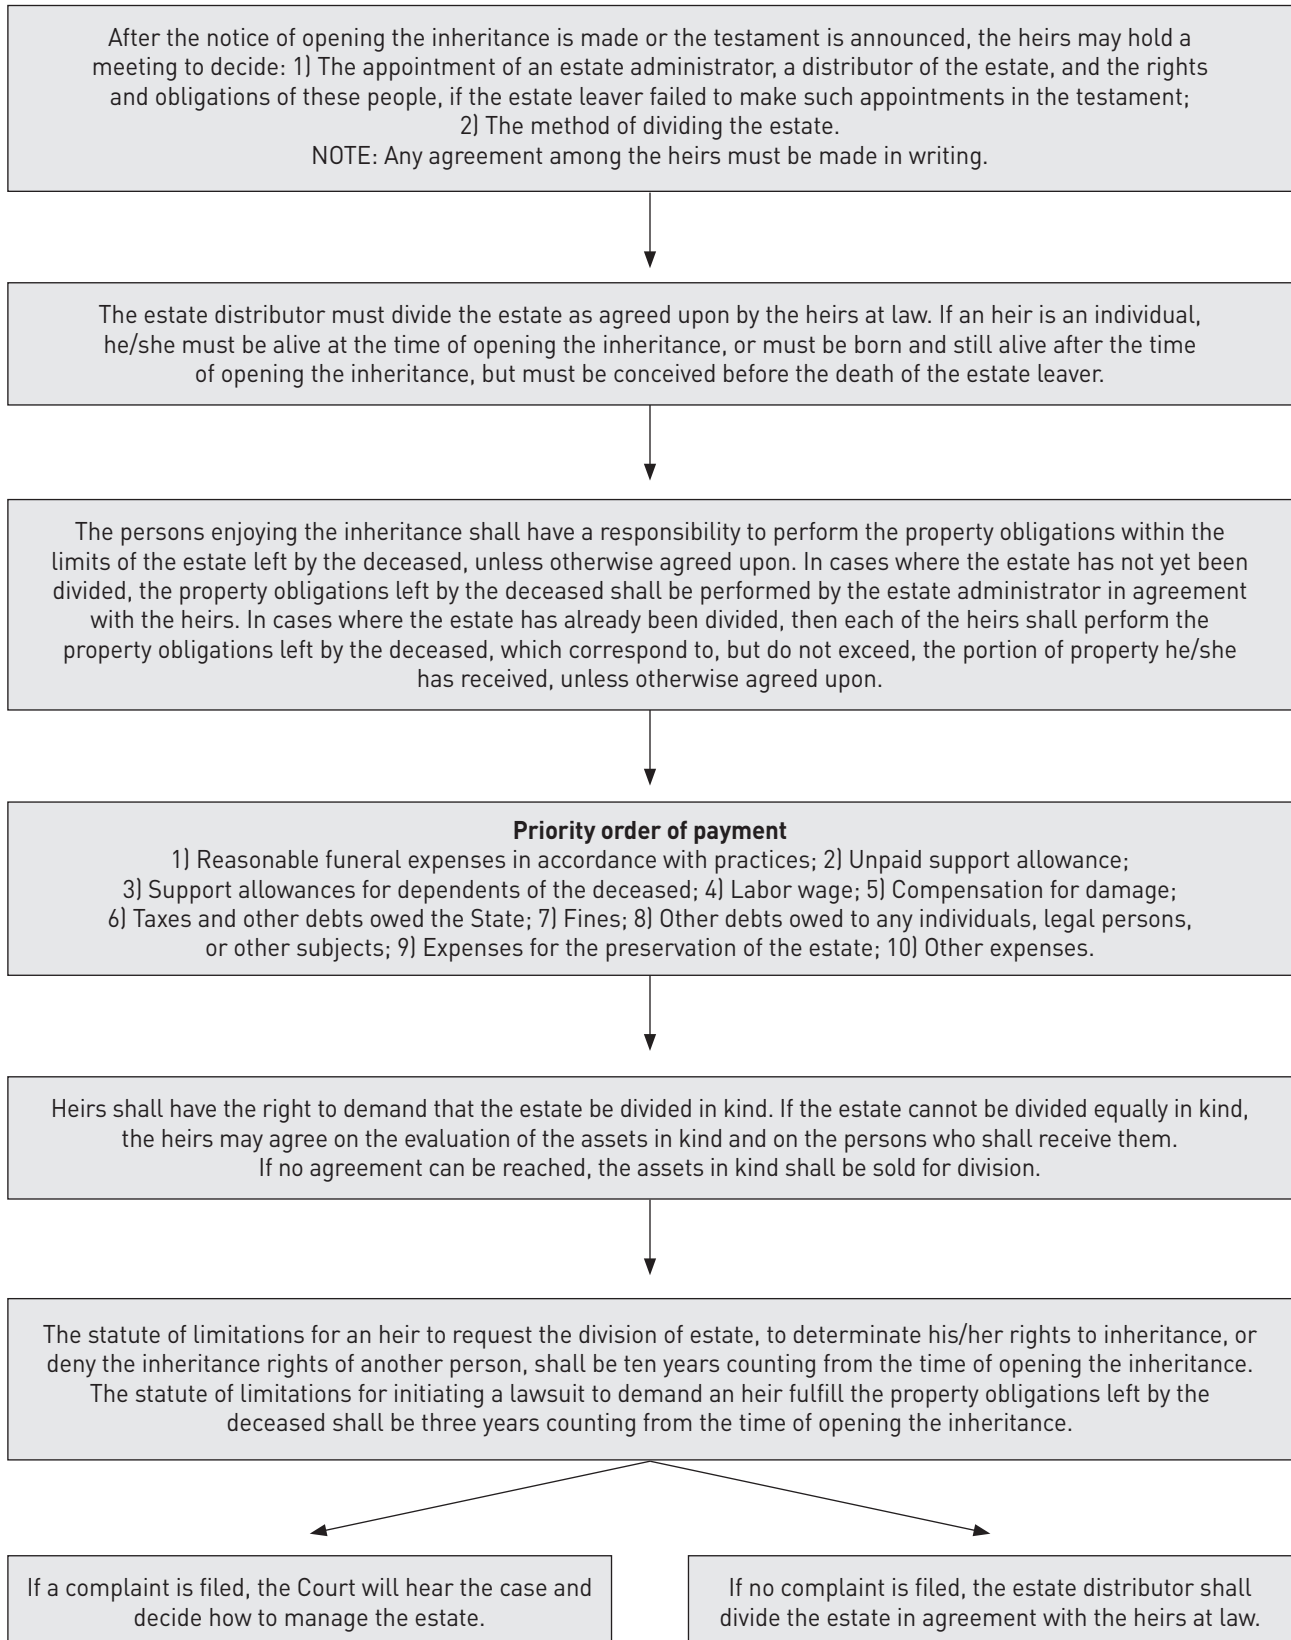 After the notice of opening the inheritance is made or the testament is announced, the heirs may hold a
meeting to decide: 1) The appointment of an estate administrator, a distributor of the estate, and the rights
and obligations of these people, if the estate leaver failed to make such appointments in the testament;
2) The method of dividing the estate.
NOTE: Any agreement among the heirs must be made in writing.
The estate distributor must divide the estate as agreed upon by the heirs at law. If an heir is an individual,
he/she must be alive at the time of opening the inheritance, or must be born and still alive after the time
of opening the inheritance, but must be conceived before the death of the estate leaver.
The persons enjoying the inheritance shall have a responsibility to perform the property obligations within the
limits of the estate left by the deceased, unless otherwise agreed upon. In cases where the estate has not yet been
divided, the property obligations left by the deceased shall be performed by the estate administrator in agreement
with the heirs. In cases where the estate has already been divided, then each of the heirs shall perform the
property obligations left by the deceased, which correspond to, but do not exceed, the portion of property he/she
has received, unless otherwise agreed upon.
Priority order of payment
1) Reasonable funeral expenses in accordance with practices; 2) Unpaid support allowance;
3) Support allowances for dependents of the deceased; 4) Labor wage; 5) Compensation for damage;
6) Taxes and other debts owed the State; 7) Fines; 8) Other debts owed to any individuals, legal persons,
or other subjects; 9) Expenses for the preservation of the estate; 10) Other expenses.
Heirs shall have the right to demand that the estate be divided in kind. If the estate cannot be divided equally in kind,
the heirs may agree on the evaluation of the assets in kind and on the persons who shall receive them.
If no agreement can be reached, the assets in kind shall be sold for division.
The statute of limitations for an heir to request the division of estate, to determinate his/her rights to inheritance, or
deny the inheritance rights of another person, shall be ten years counting from the time of opening the inheritance.
The statute of limitations for initiating a lawsuit to demand an heir fulfill the property obligations left by the
deceased shall be three years counting from the time of opening the inheritance.
If a complaint is filed, the Court will hear the case and
decide how to manage the estate.
If no complaint is filed, the estate distributor shall
divide the estate in agreement with the heirs at law.